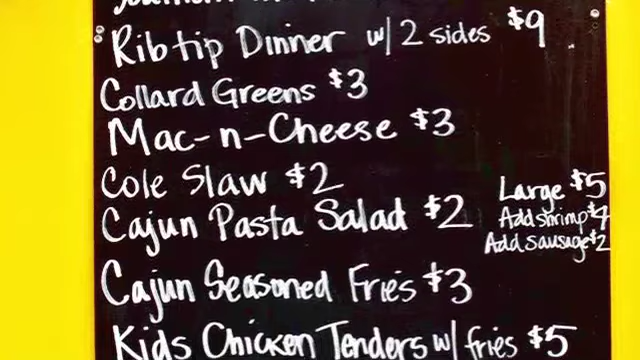 Rib tip Dinner w/ 2 sides $9
Collard Greens $3
Mac-n-Cheese $3
Cole Slaw $2
Cajun Pasta Salad $2
Large $5
Add shrimp $4
Add sausage $2
Cajun Seasoned Fries $3
Kids Chicken Tenders w/ fries $5